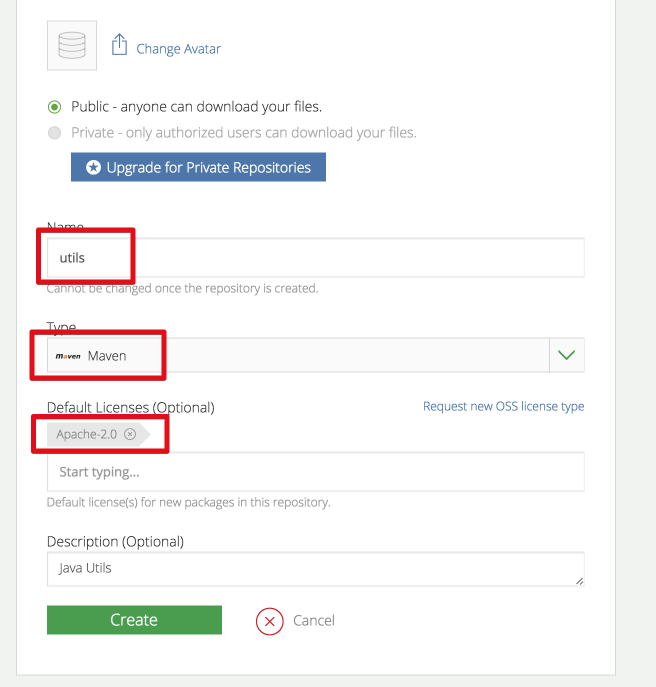 Change Avatar
Public - anyone can download your files.
Private - only authorized users can download your files.
Upgrade for Private Repositories
Name
utils
Cannot be changed once the repository is created.
Type
maven Maven
Default Licenses (Optional) Request new OSS license type
Apache-2.0
Start typing...
Default license(s) for new packages in this repository.
Description (Optional)
Java Utils
Create Cancel